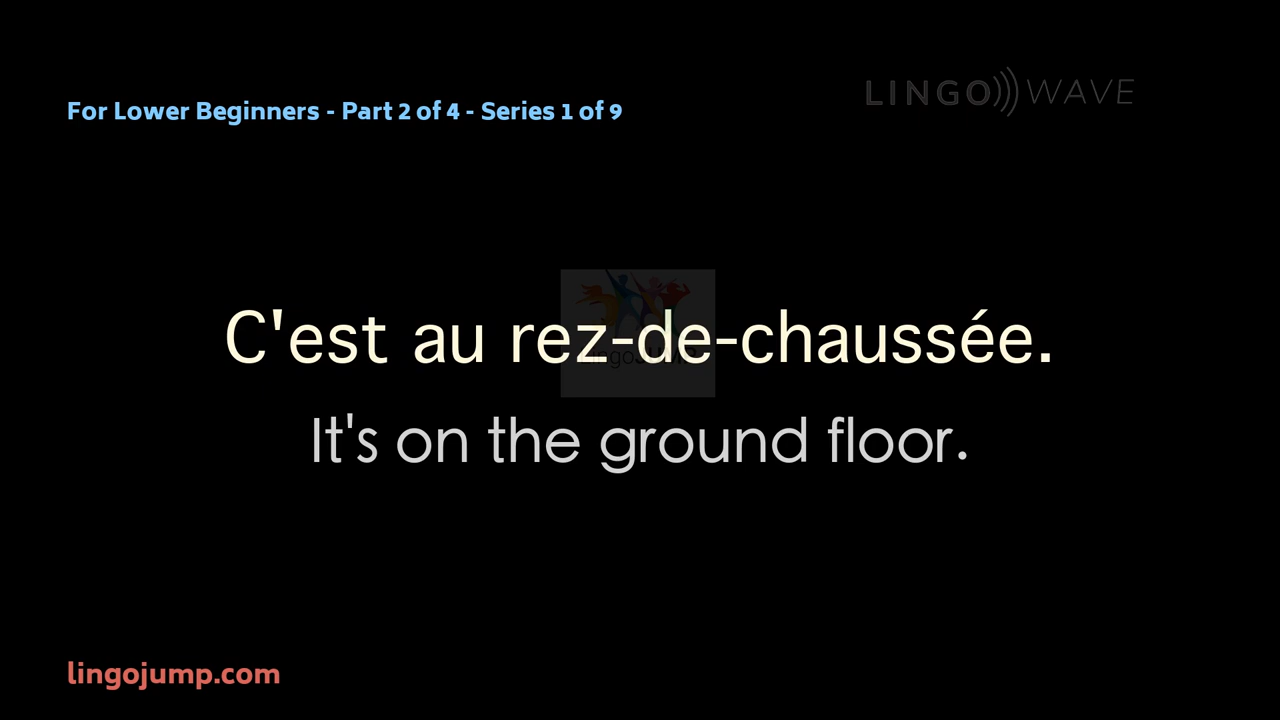 LINGO WAVE
For Lower Beginners - Part 2 of 4 - Series 1 of 9
C'est au rez-de-chaussée.
It's on the ground floor.
lingojump.com